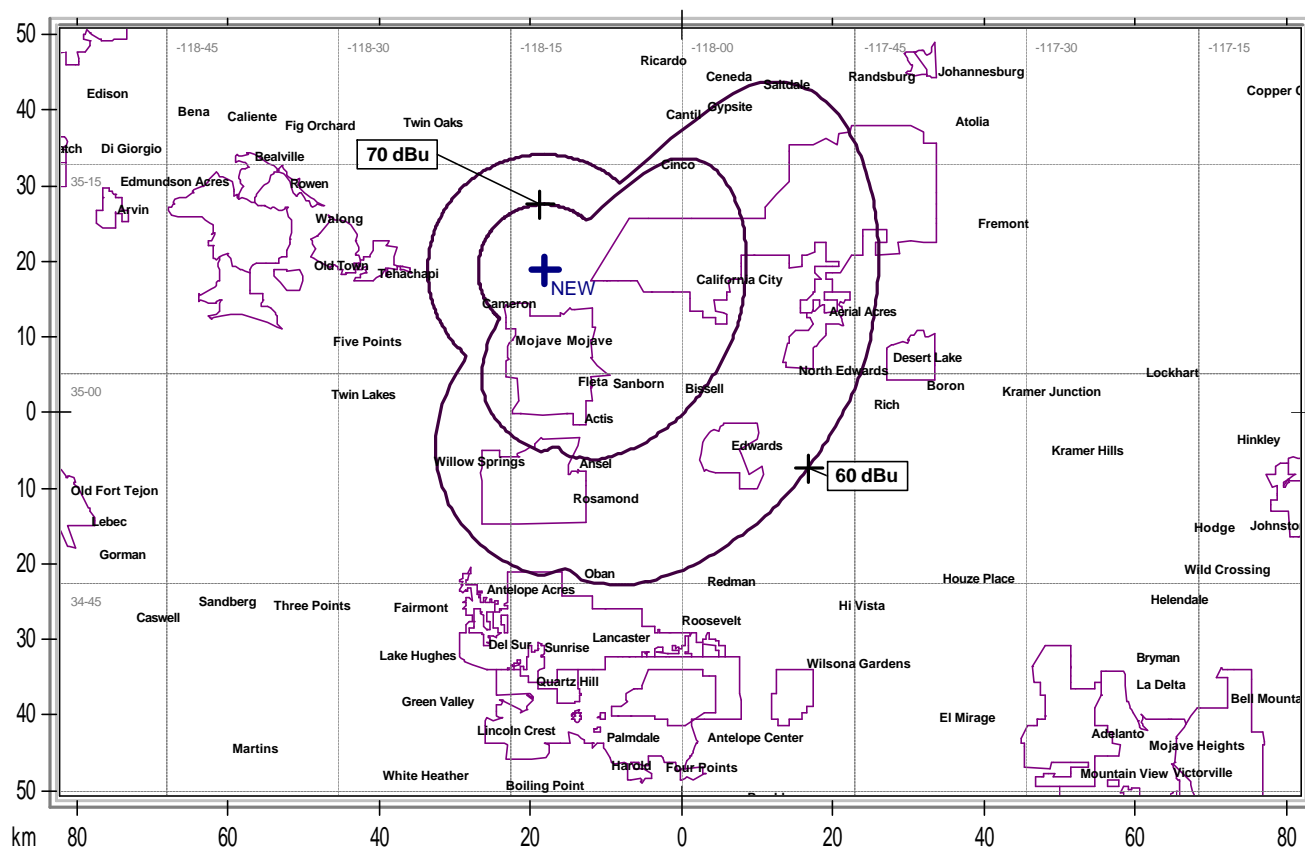 50
-118-45
-118-30
-118-15
-118-00
-117-45
-117-30
-117-15
Ricardo
Ceneda
Saltdale
Randsburg
Johannesburg
Edison
Copper C
40
Bena
Caliente
Fig Orchard
Twin Oaks
Cantil
Gypsite
Atolia
70 dBu
Di Giorgio
Bealville
Cinco
30
35-15
Edmundson Acres
Rowen
Arvin
Walong
Fremont
20
Old Town
Tehachapi
NEW
California City
Cameron
Aerial Acres
10
Five Points
Mojave
Mojave
Desert Lake
35-00
Twin Lakes
Fleta
Sanborn
Bissell
North Edwards
Boron
Lockhart
Kramer Junction
0
Rich
Actis
Edwards
Kramer Hills
Hinkley
Willow Springs
Ansel
60 dBu
10
Old Fort Tejon
Rosamond
Lebec
Hodge
Johnston
Gorman
20
Oban
Redman
Houze Place
Wild Crossing
34-45
Caswell
Sandberg
Three Points
Fairmont
Antelope Acres
Hi Vista
Helendale
Roosevelt
30
Lake Hughes
Del Sur
Sunrise
Lancaster
Wilsona Gardens
Bryman
Quartz Hill
La Delta
Green Valley
Bell Mounta
40
El Mirage
Martins
Lincoln Crest
Palmdale
Antelope Center
Adelanto
Mojave Heights
White Heather
Harold
Four Points
Mountain View
Victorville
Boiling Point
50
km
80
60
40
20
0
20
40
60
80